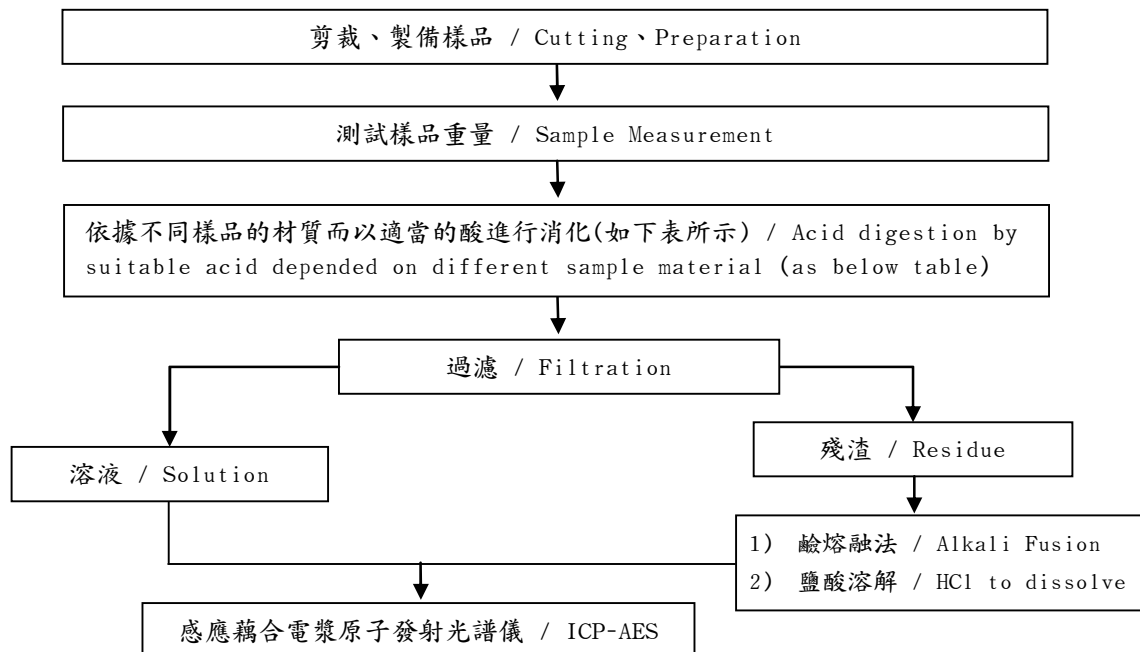 剪裁、製備樣品 / Cutting、Preparation
測試樣品重量 / Sample Measurement
依據不同樣品的材質而以適當的酸進行消化(如下表所示) / Acid digestion by
suitable acid depended on different sample material (as below table)
過濾 / Filtration
溶液 / Solution
殘渣 / Residue
1) 鹼熔融法 / Alkali Fusion
2) 鹽酸溶解 / HCl to dissolve
感應藕合電漿原子發射光譜儀 / ICP-AES